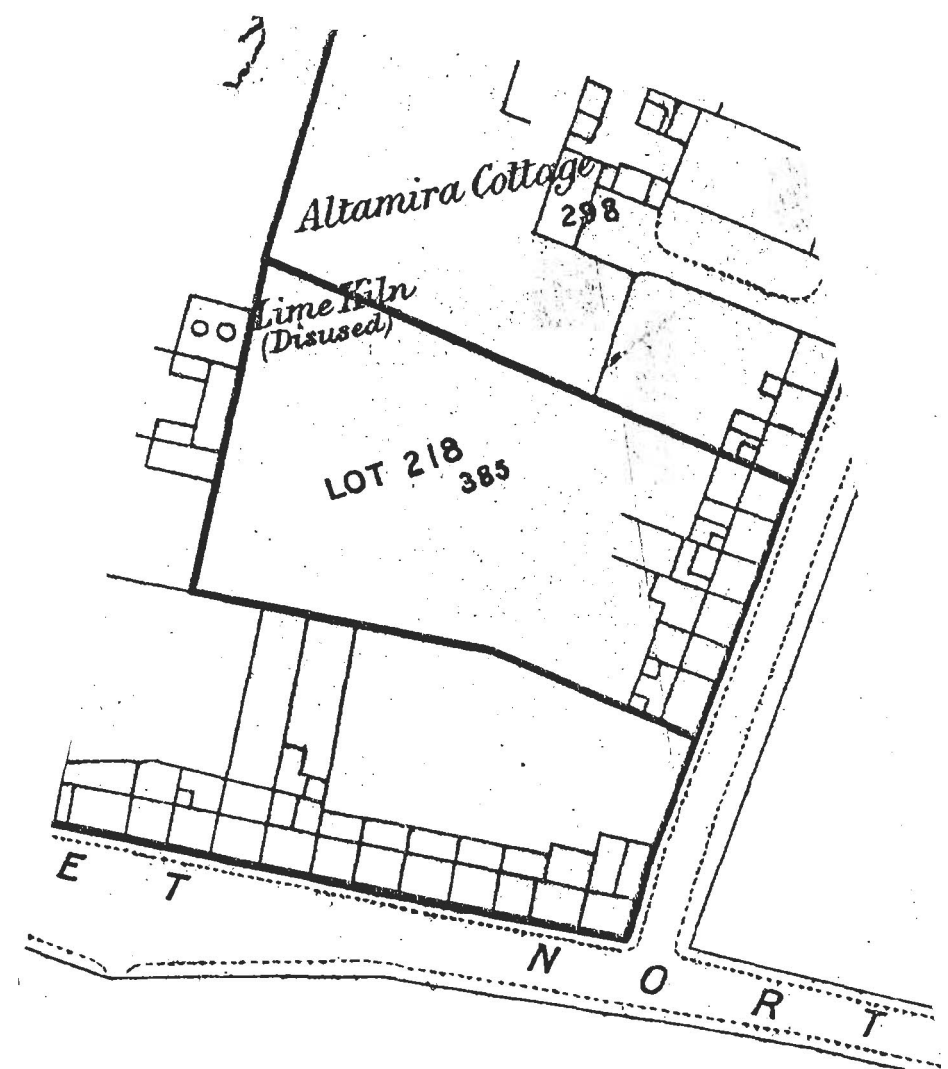 Altamira Cottage
298
Lime Kiln
(Disused)
LOT 218
385
E T
N O R T